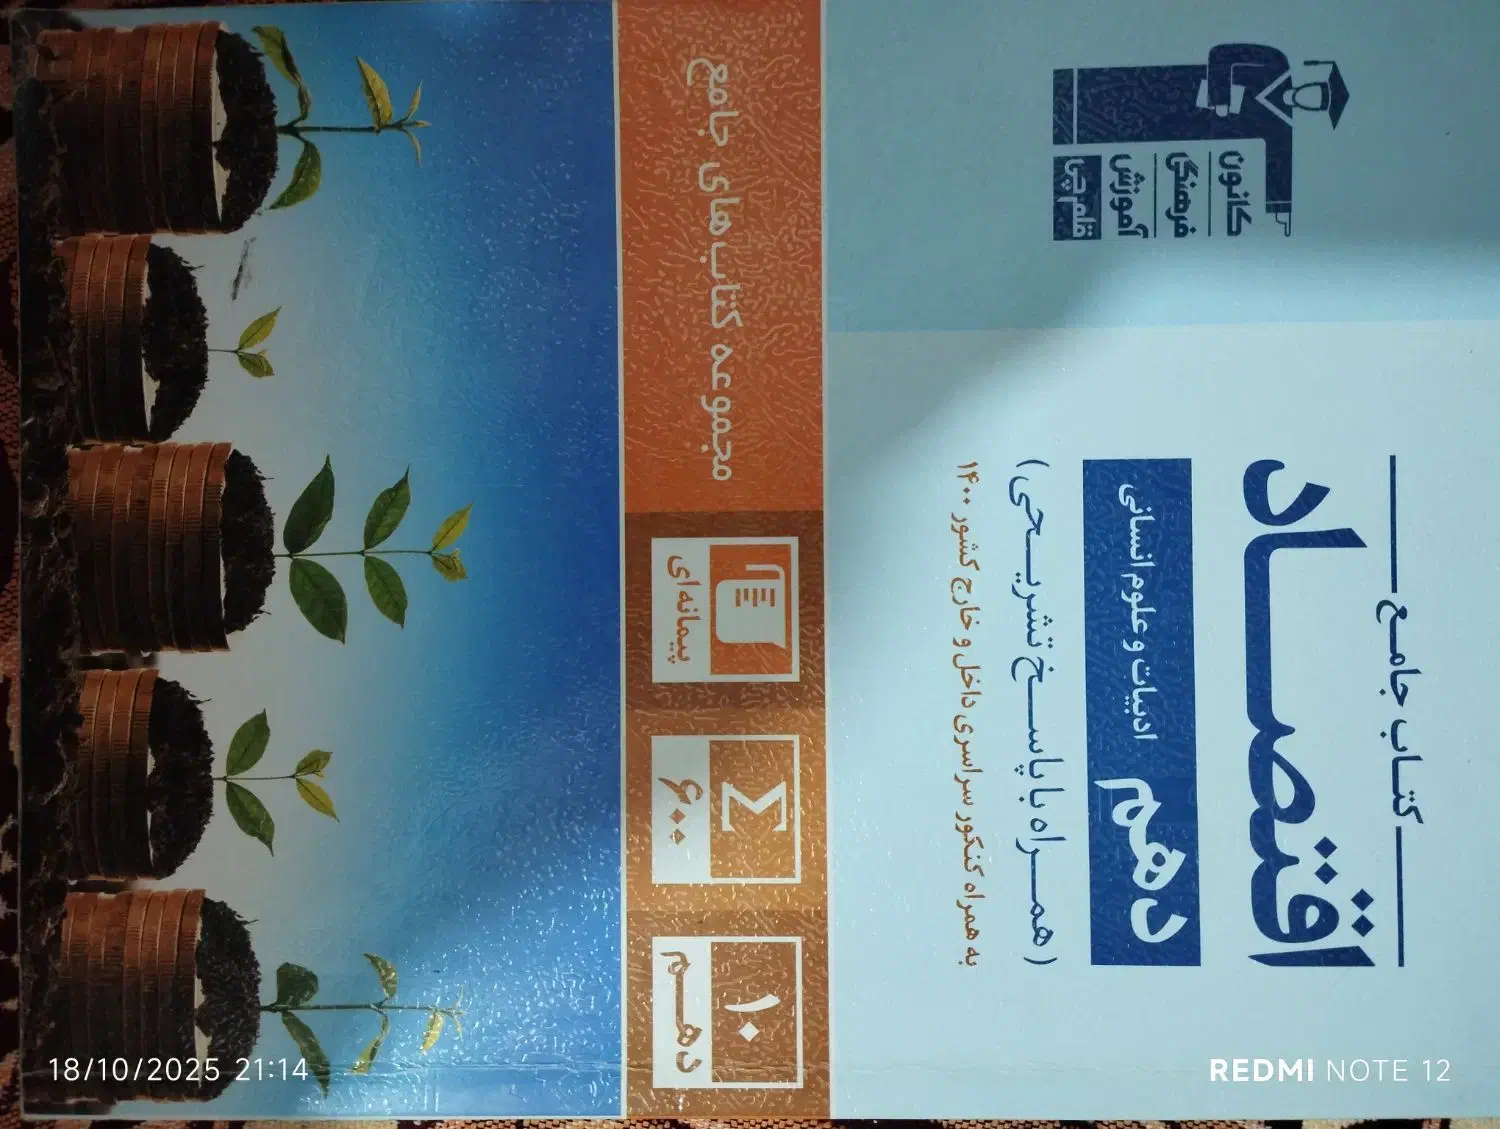 کانون
فرهنگی
آموزش
قلم چی
کتاب جامع
اقتصاد
دهم ادبیات و علوم انسانی
(همراه با پاسخ تشریحی)
به همراه کنکور سراسری داخل و خارج کشور ۱۴۰۰
مجموعه کتاب‌های جامع
پیمانه‌ای
Σ
۶۰۰
۱۰
دهم
18/10/2025 21:14
REDMI NOTE 12